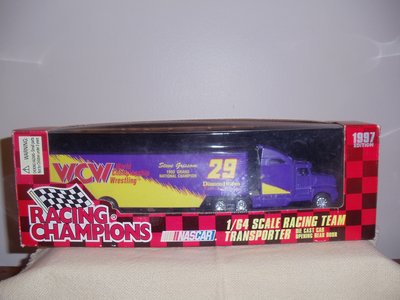 WARNING:
1997
EDITION
WCW
World
Championship
Wrestling
Steve Grissom
1993 GRAND
NATIONAL CHAMPION
29
Diamond Ridge
RACING
CHAMPIONS
NASCAR
1/64 SCALE RACING TEAM
TRANSPORTER
DIE CAST CAB
OPENING REAR DOOR